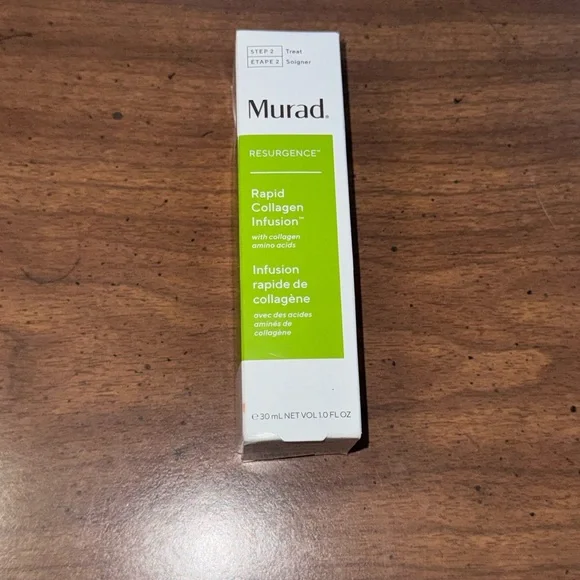 STEP 2 Treat
ÉTAPE 2 Soigner
Murad®
RESURGENCE™
Rapid
Collagen
Infusion™
with collagen
amino acids
Infusion
rapide de
collagène
avec des acides
aminés de
collagène
℮ 30 mL NET VOL 1.0 FL OZ